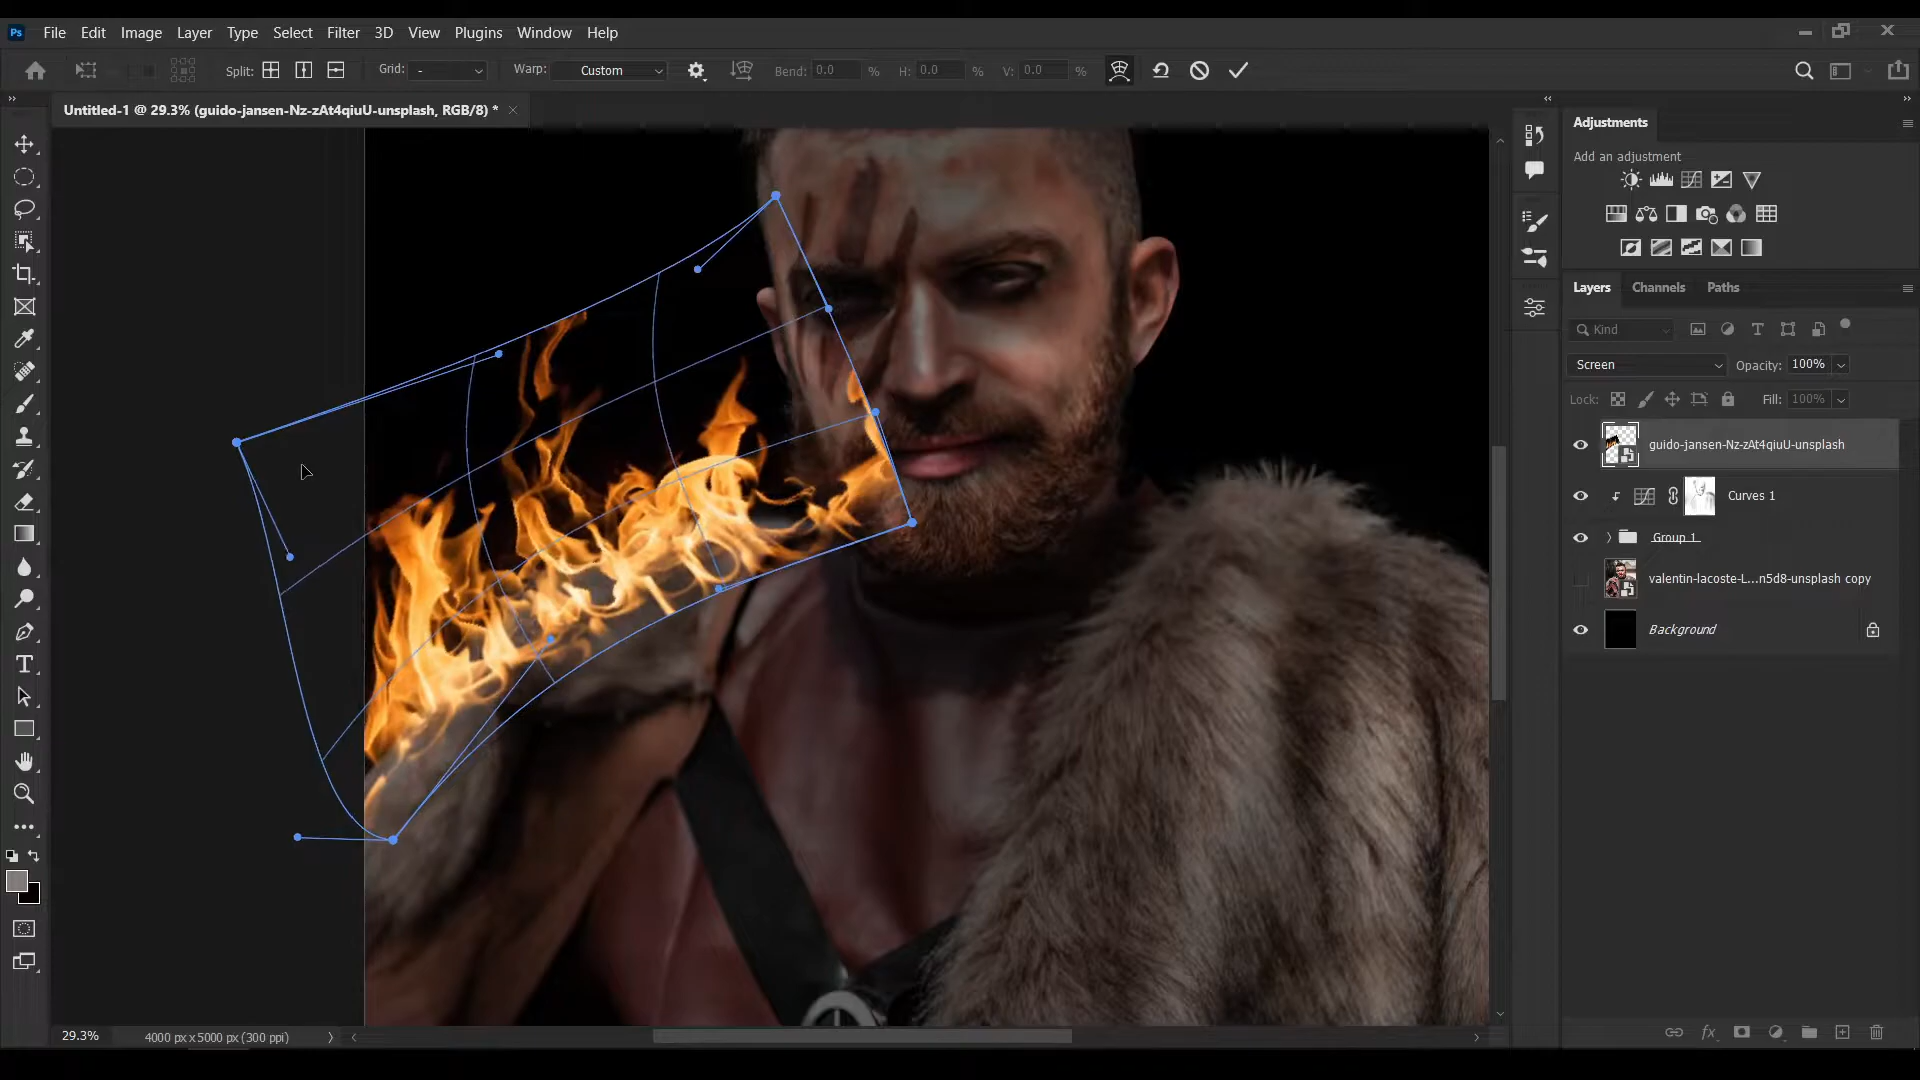 Ps File Edit Image Layer Type Select Filter 3D View Plugins Window Help
Split: Grid: - Warp: Custom Bend: 0.0 % H: 0.0 % V: 0.0 %
Untitled-1 @ 29.3% (guido-jansen-Nz-zAt4qiuU-unsplash, RGB/8) *
Adjustments
Add an adjustment
Layers Channels Paths
Kind
Screen Opacity: 100%
Lock: Fill: 100%
guido-jansen-Nz-zAt4qiuU-unsplash
Curves 1
Group 1
valentin-lacoste-L...n5d8-unsplash copy
Background
29.3% 4000 px x 5000 px (300 ppi)